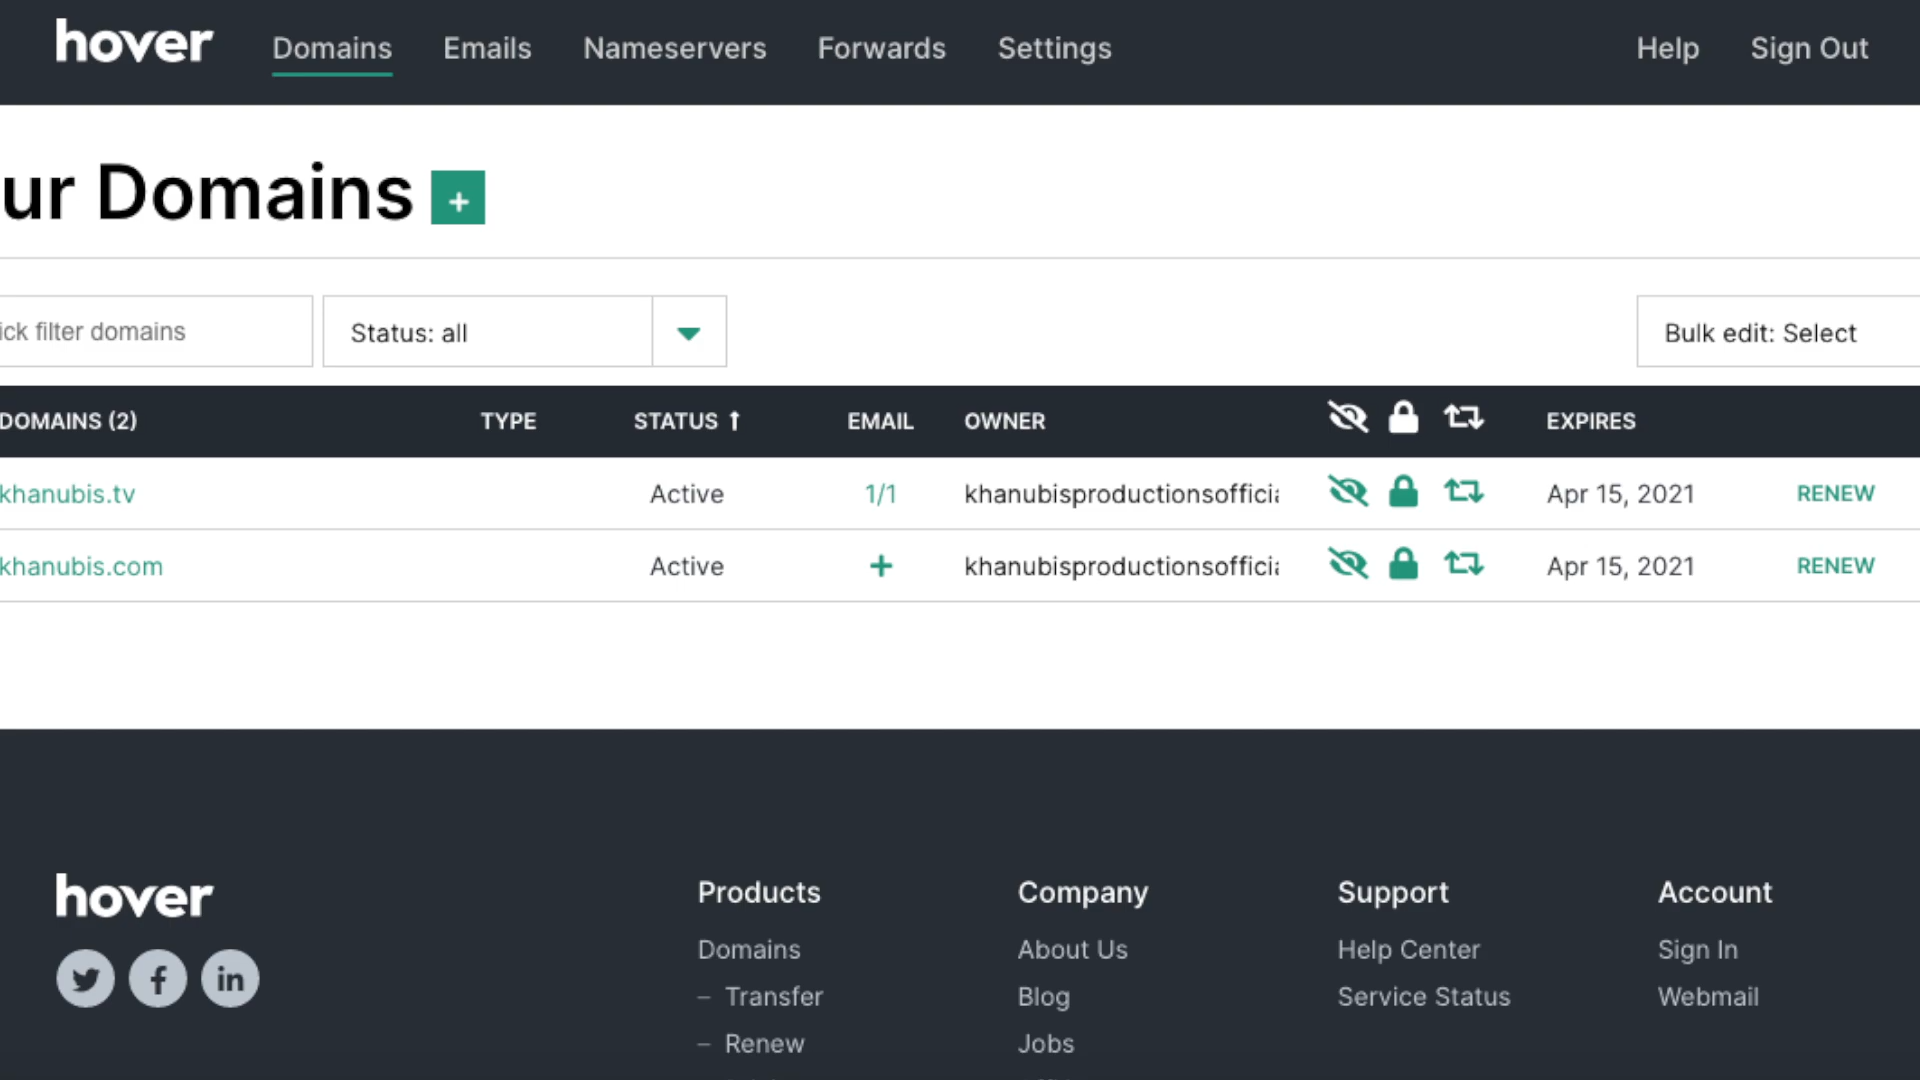 hover Domains Emails Nameservers Forwards Settings Help Sign Out
ur Domains +
ick filter domains Status: all Bulk edit: Select
DOMAINS (2) TYPE STATUS ↑ EMAIL OWNER EXPIRES
khanubis.tv Active 1/1 khanubisproductionsoffici Apr 15, 2021 RENEW
khanubis.com Active + khanubisproductionsoffici Apr 15, 2021 RENEW
hover Products Company Support Account
Domains About Us Help Center Sign In
– Transfer Blog Service Status Webmail
– Renew Jobs